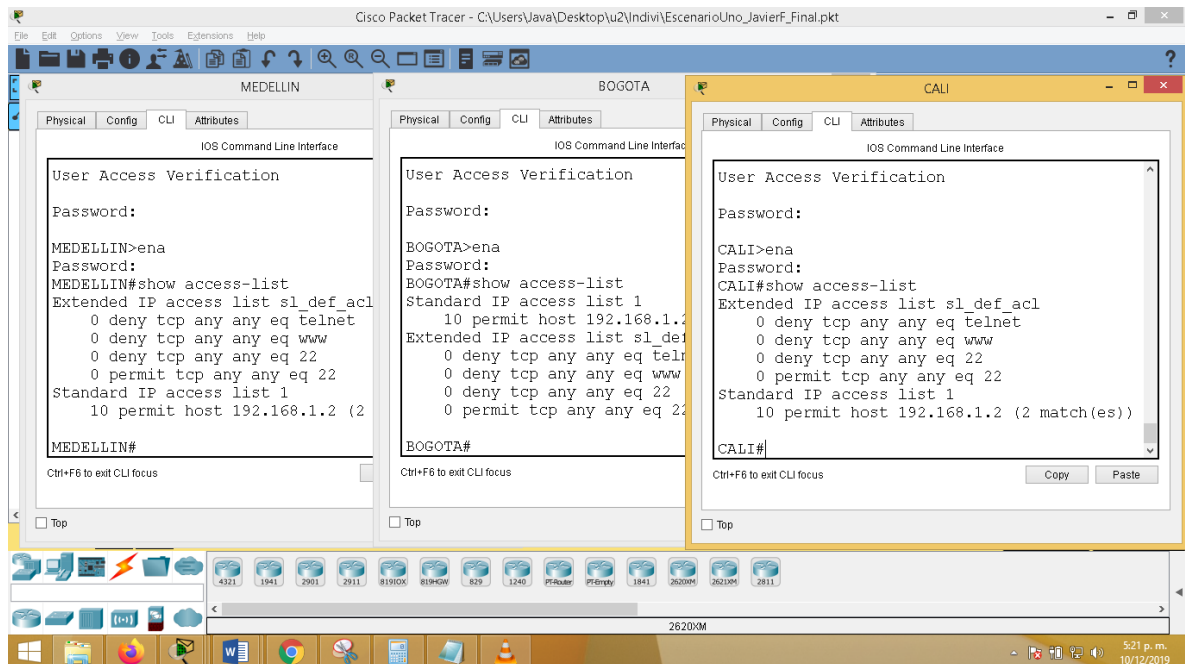 Cisco Packet Tracer - C:\Users\Java\Desktop\u2\Indivi\EscenarioUno_JavierF_Final.pkt
File Edit Options View Tools Extensions Help
MEDELLIN
Physical Config CLI Attributes
IOS Command Line Interface
User Access Verification
Password:
MEDELLIN>ena
Password:
MEDELLIN#show access-list
Extended IP access list sl_def_acl
0 deny tcp any any eq telnet
0 deny tcp any any eq www
0 deny tcp any any eq 22
0 permit tcp any any eq 22
Standard IP access list 1
10 permit host 192.168.1.2 (2
MEDELLIN#
Ctrl+F6 to exit CLI focus
Top
BOGOTA
Physical Config CLI Attributes
IOS Command Line Interfac
User Access Verification
Password:
BOGOTA>ena
Password:
BOGOTA#show access-list
Standard IP access list 1
10 permit host 192.168.1.2
Extended IP access list sl_def
0 deny tcp any any eq teln
0 deny tcp any any eq www
0 deny tcp any any eq 22
0 permit tcp any any eq 22
BOGOTA#
Ctrl+F6 to exit CLI focus
Top
CALI
Physical Config CLI Attributes
IOS Command Line Interface
User Access Verification
Password:
CALI>ena
Password:
CALI#show access-list
Extended IP access list sl_def_acl
0 deny tcp any any eq telnet
0 deny tcp any any eq www
0 deny tcp any any eq 22
0 permit tcp any any eq 22
Standard IP access list 1
10 permit host 192.168.1.2 (2 match(es))
CALI#
Ctrl+F6 to exit CLI focus
Copy Paste
Top
4321 1941 2901 2911 819IOX 819HGW 829 1240 PT-Router PT-Empty 1841 2620XM 2621XM 2811
2620XM
5:21 p. m.
10/12/2019